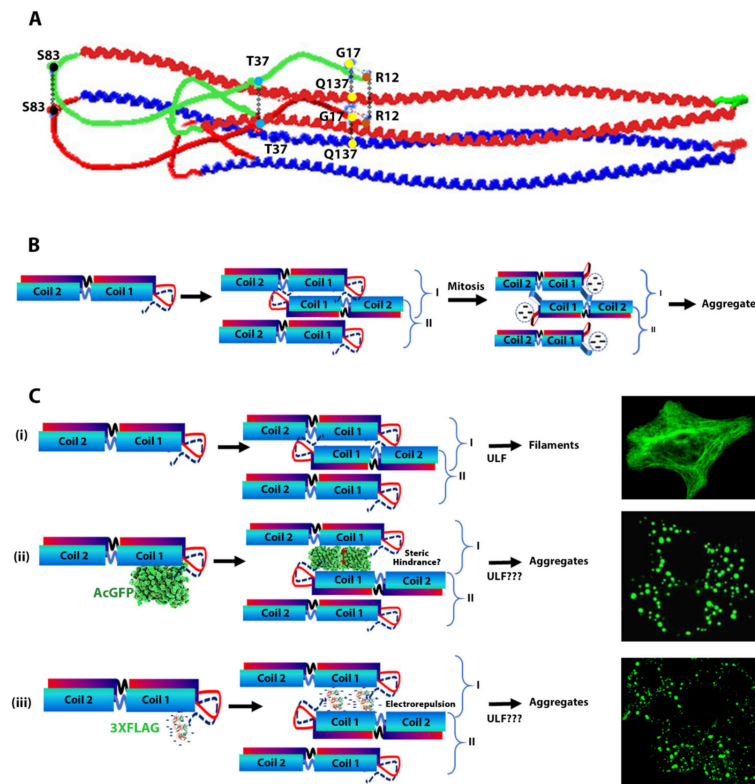 A
S83
T37
G17
R12
Q137
S83
G17
R12
T37
Q137
B
Coil 2 Coil 1
Coil 2 Coil 1
Coil 1 Coil 2
Coil 2 Coil 1
I
II
Mitosis
Coil 2 Coil 1
Coil 1 Coil 2
Coil 2 Coil 1
I
II
Aggregate
C
(i)
Coil 2 Coil 1
Coil 2 Coil 1
Coil 1 Coil 2
Coil 2 Coil 1
I
II
ULF
Filaments
(ii)
Coil 2 Coil 1
AcGFP
Coil 2 Coil 1
Steric
Hindrance?
Coil 1 Coil 2
Coil 2 Coil 1
I
II
ULF???
Aggregates
(iii)
Coil 2 Coil 1
3XFLAG
Coil 2 Coil 1
Electrorepulsion
Coil 1 Coil 2
Coil 2 Coil 1
I
II
ULF???
Aggregates